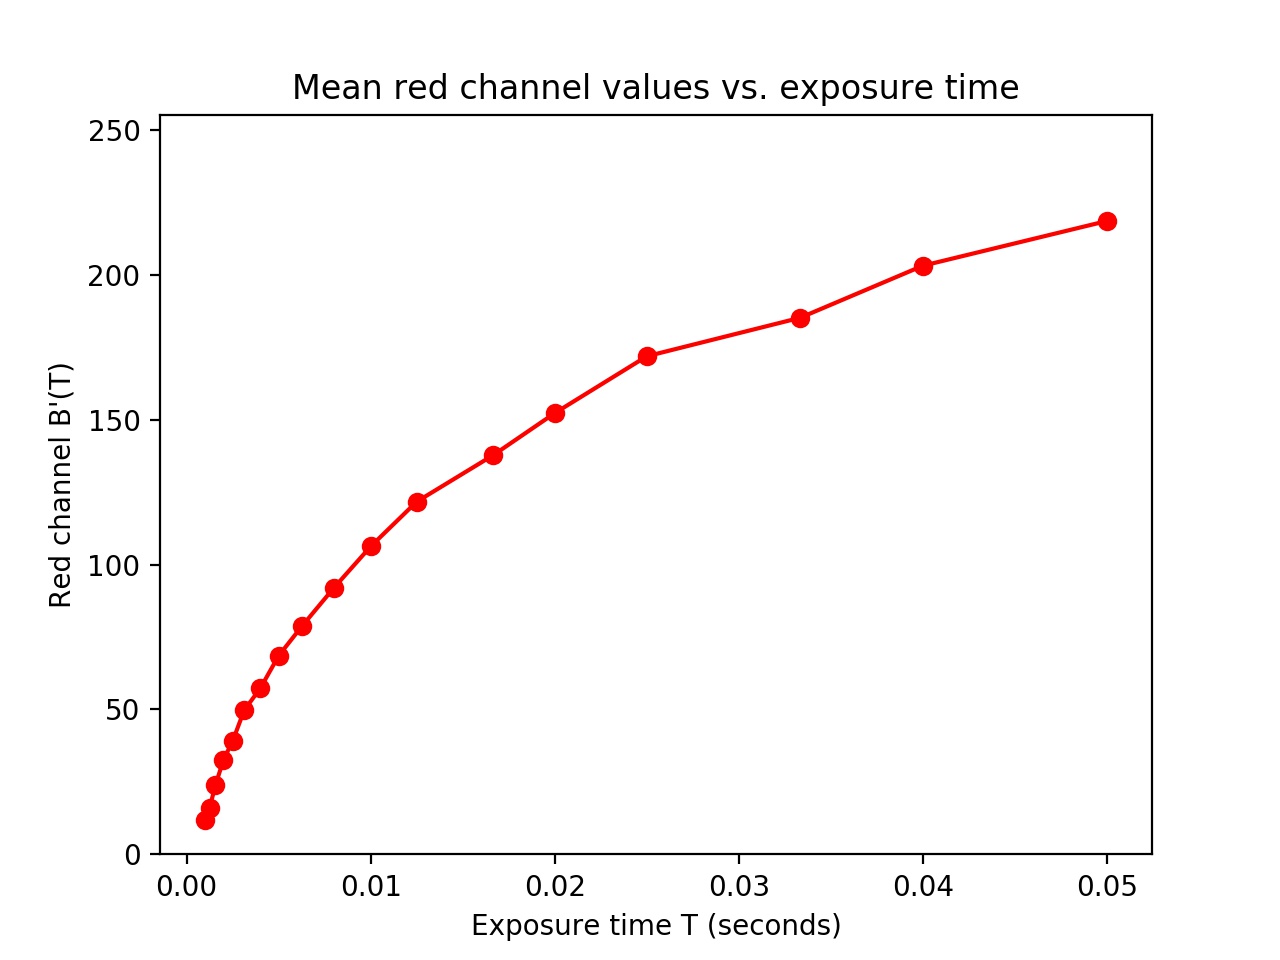 Mean red channel values vs. exposure time
250
200
150
100
50
0
Red channel B'(T)
0.00 0.01 0.02 0.03 0.04 0.05
Exposure time T (seconds)